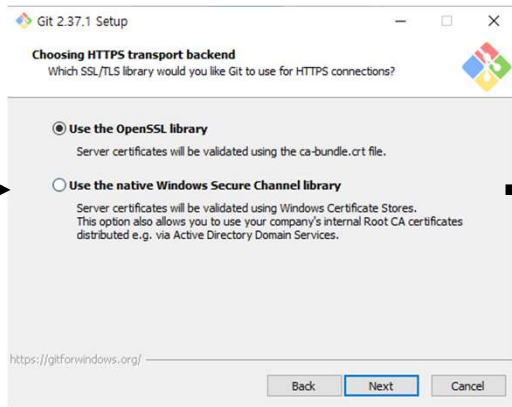 Git 2.37.1 Setup
Choosing HTTPS transport backend
Which SSL/TLS library would you like Git to use for HTTPS connections?
Use the OpenSSL library
Server certificates will be validated using the ca-bundle.crt file.
Use the native Windows Secure Channel library
Server certificates will be validated using Windows Certificate Stores.
This option also allows you to use your company's internal Root CA certificates
distributed e.g. via Active Directory Domain Services.
https://gitforwindows.org/
Back Next Cancel